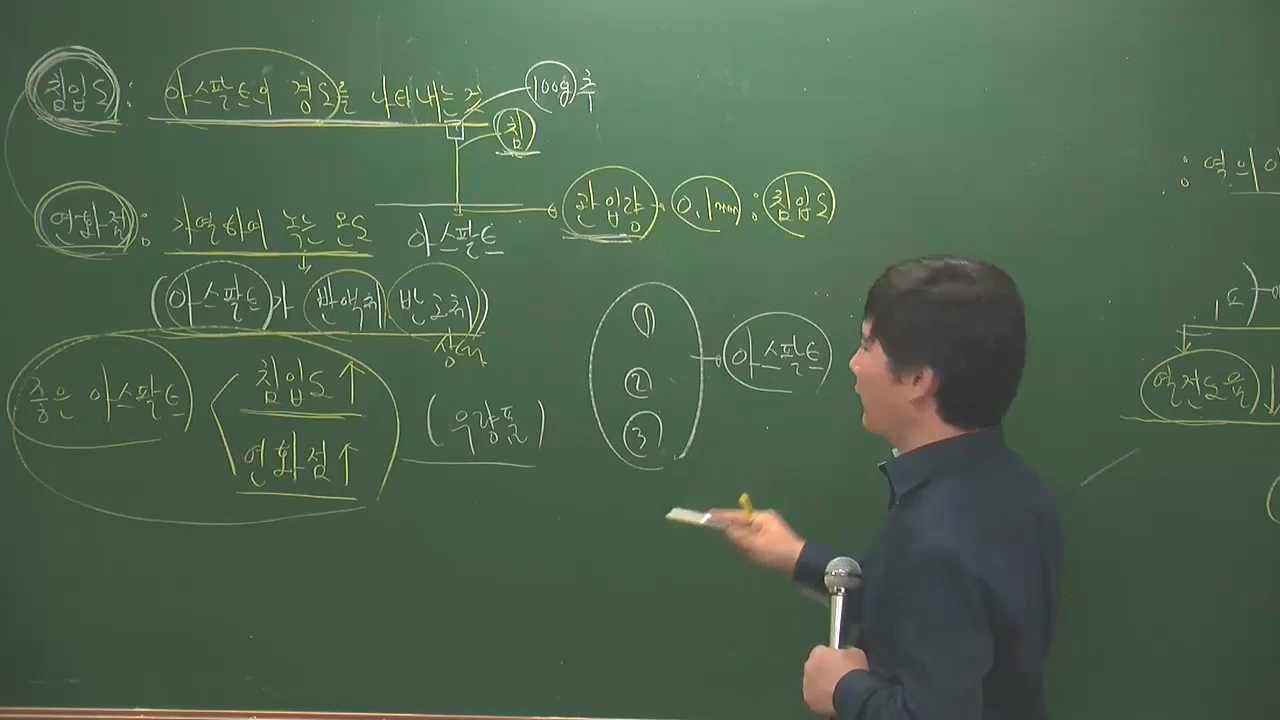 침입도 : 아스팔트의 경도를 나타내는 것
100g 추
침
연화점 : 가열하여 녹는 온도
아스팔트
관입량 0.1mm : 침입도
(아스팔트가 반액체 반고체)
상태
좋은 아스팔트
침입도↑
연화점↑
(우량품)
① ② ③
아스팔트
: 역의
열전도율↓